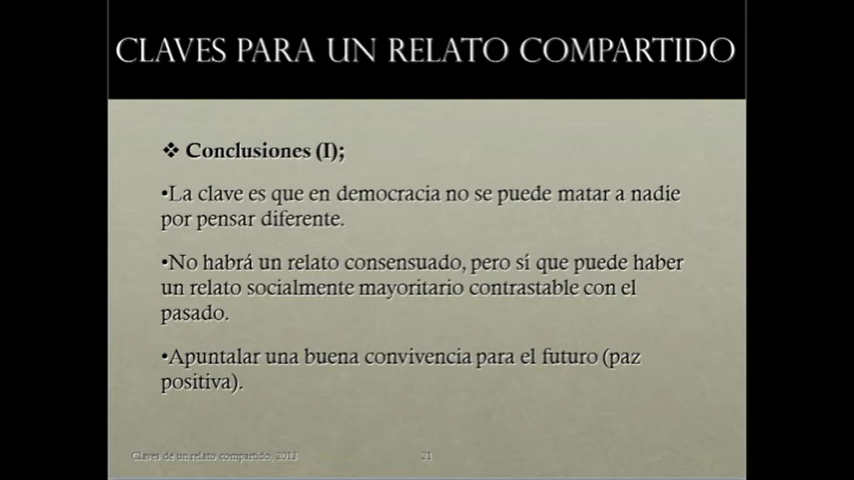 CLAVES PARA UN RELATO COMPARTIDO
❖ Conclusiones (I);
•La clave es que en democracia no se puede matar a nadie
por pensar diferente.
•No habrá un relato consensuado, pero sí que puede haber
un relato socialmente mayoritario contrastable con el
pasado.
•Apuntalar una buena convivencia para el futuro (paz
positiva).
Claves de un relato compartido,
21